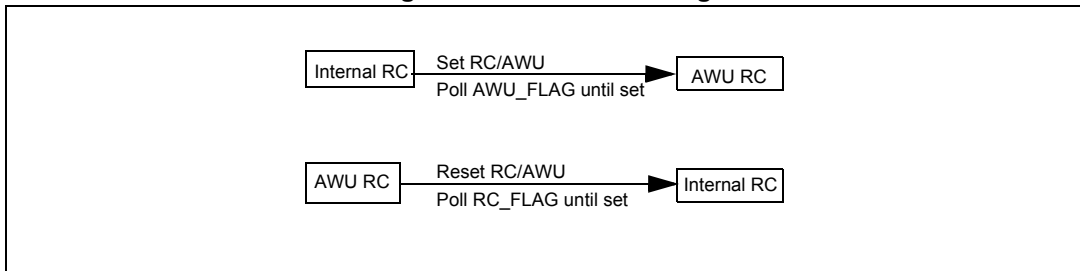 Internal RC
Set RC/AWU
Poll AWU_FLAG until set
AWU RC
AWU RC
Reset RC/AWU
Poll RC_FLAG until set
Internal RC